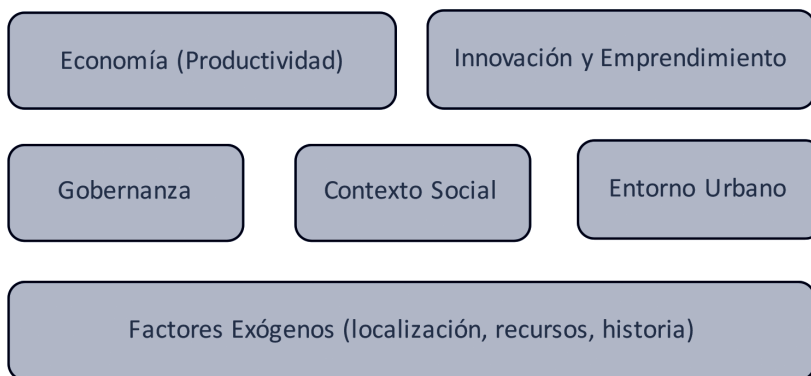 Economía (Productividad)
Innovación y Emprendimiento
Gobernanza
Contexto Social
Entorno Urbano
Factores Exógenos (localización, recursos, historia)